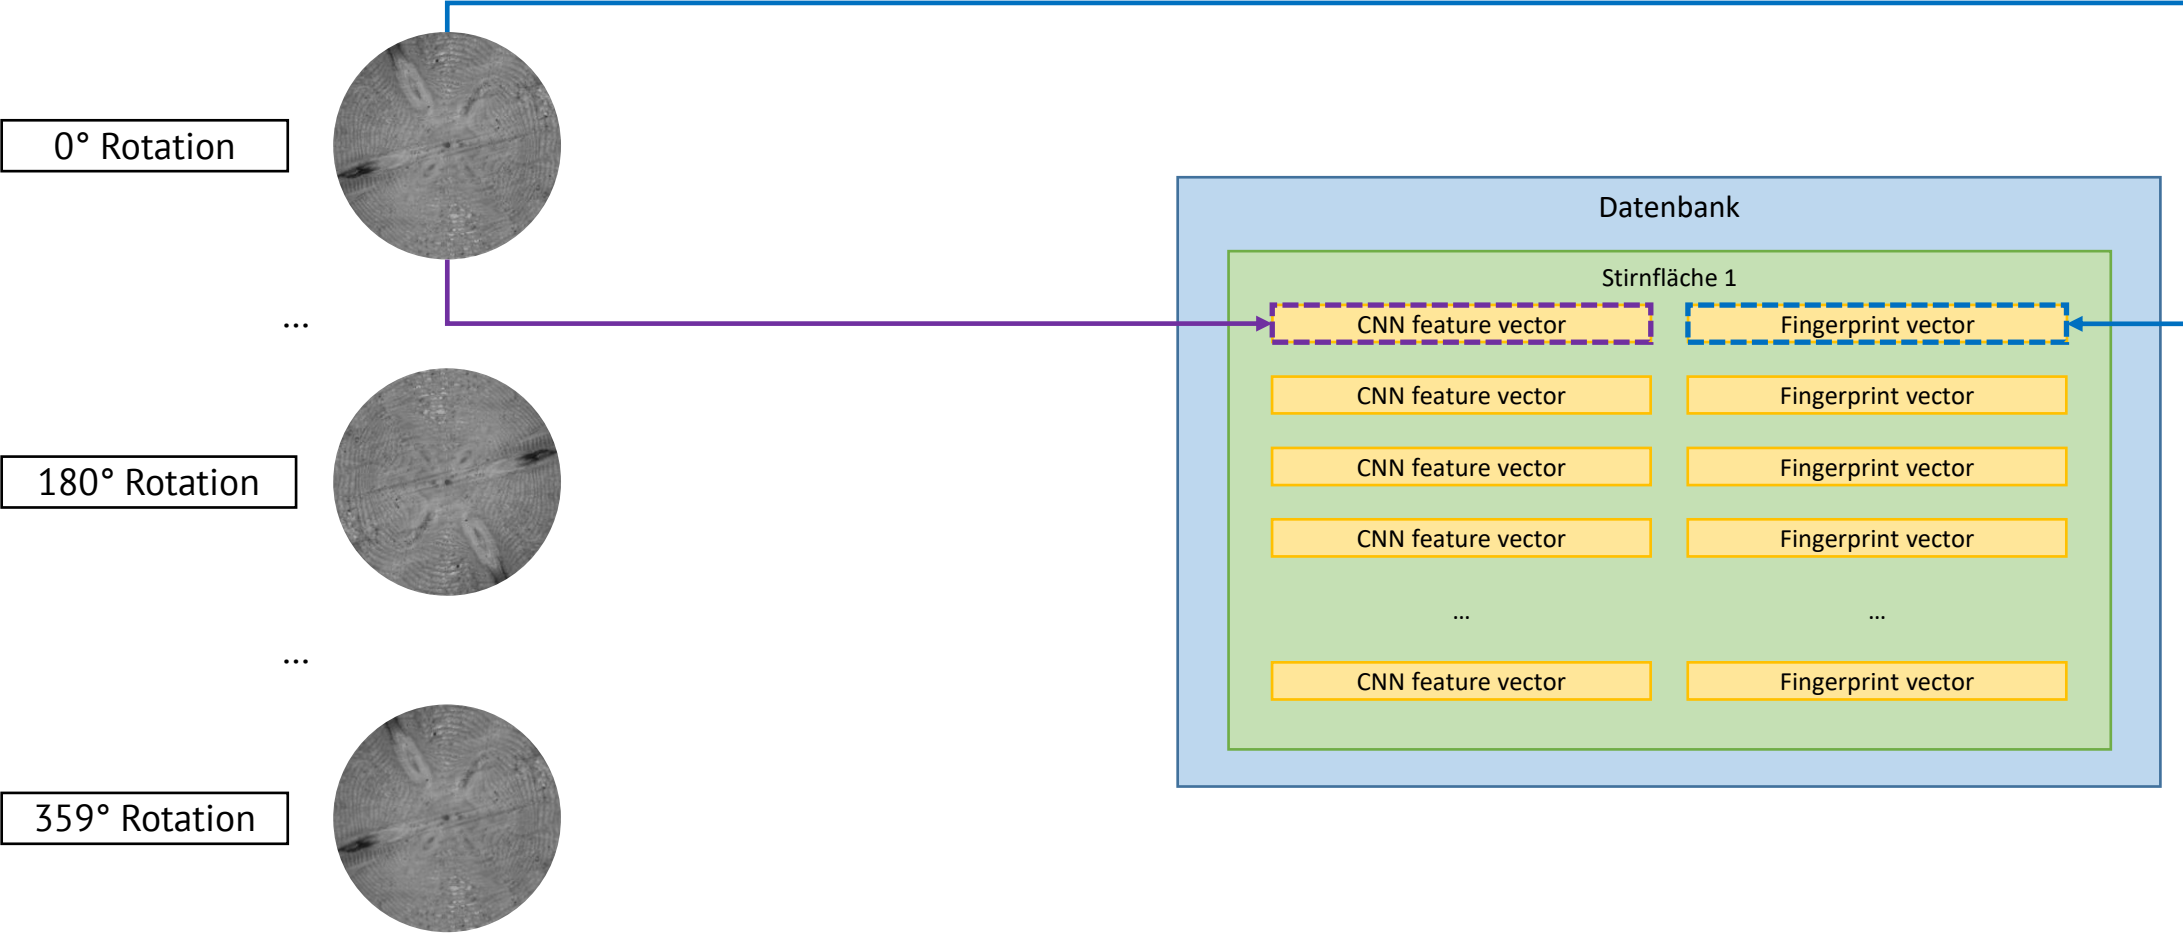 0° Rotation
...
180° Rotation
...
359° Rotation
Datenbank
Stirnfläche 1
CNN feature vector Fingerprint vector
CNN feature vector Fingerprint vector
CNN feature vector Fingerprint vector
CNN feature vector Fingerprint vector
... ...
CNN feature vector Fingerprint vector